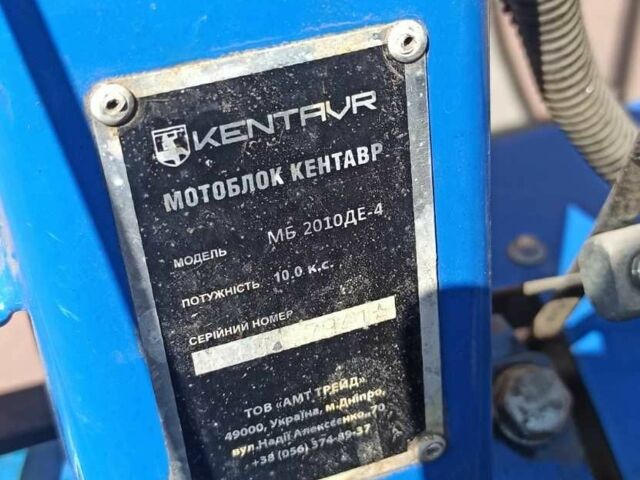 KENTAVR
МОТОБЛОК КЕНТАВР
МОДЕЛЬ МБ 2010ДЕ-4
ПОТУЖНІСТЬ 10.0 к.с.
СЕРІЙНИЙ НОМЕР
ТОВ «АМТ ТРЕЙД»
49000, Україна, м.Дніпро,
вул.Надії Алексєєнко,70
+38 (056) 374-89-37